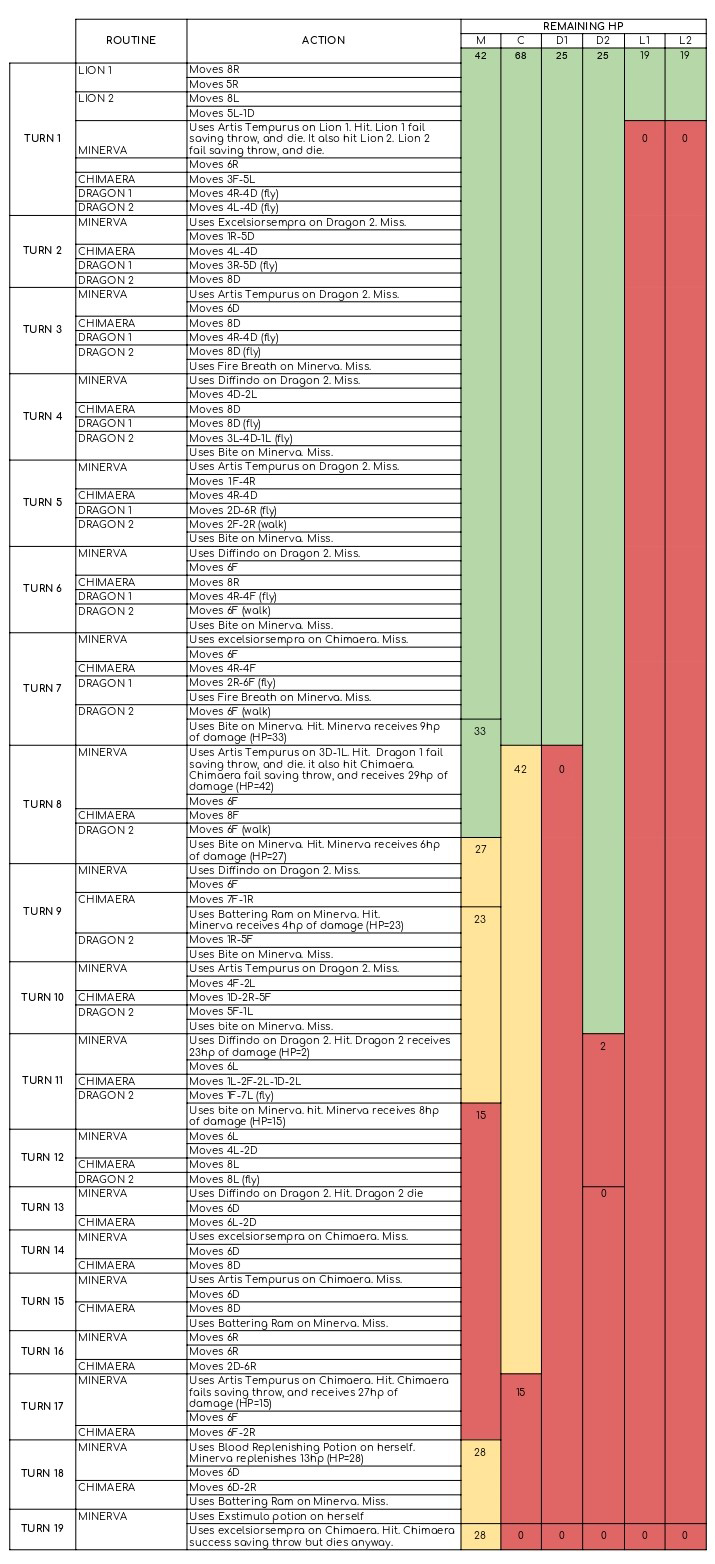 REMAINING HP
ROUTINE ACTION M C D1 D2 L1 L2
42 68 25 25 19 19
TURN 1
LION 1 Moves 8R
Moves 5R
LION 2 Moves 8L
Moves 5L-1D
MINERVA Uses Artis Tempurus on Lion 1. Hit. Lion 1 fail
saving throw, and die. It also hit Lion 2. Lion 2
fail saving throw, and die.
0 0
Moves 6R
CHIMAERA Moves 3F-5L
DRAGON 1 Moves 4R-4D (fly)
DRAGON 2 Moves 4L-4D (fly)
TURN 2
MINERVA Uses Excelsiorsempra on Dragon 2. Miss.
Moves 1R-5D
CHIMAERA Moves 4L-4D
DRAGON 1 Moves 3R-5D (fly)
DRAGON 2 Moves 8D
TURN 3
MINERVA Uses Artis Tempurus on Dragon 2. Miss.
Moves 6D
CHIMAERA Moves 8D
DRAGON 1 Moves 4R-4D (fly)
DRAGON 2 Moves 8D (fly)
Uses Fire Breath on Minerva. Miss.
TURN 4
MINERVA Uses Diffindo on Dragon 2. Miss.
Moves 4D-2L
CHIMAERA Moves 8D
DRAGON 1 Moves 8D (fly)
DRAGON 2 Moves 3L-4D-1L (fly)
Uses Bite on Minerva. Miss.
TURN 5
MINERVA Uses Artis Tempurus on Dragon 2. Miss.
Moves 1F-4R
CHIMAERA Moves 4R-4D
DRAGON 1 Moves 2D-6R (fly)
DRAGON 2 Moves 2F-2R (walk)
Uses Bite on Minerva. Miss.
TURN 6
MINERVA Uses Diffindo on Dragon 2. Miss.
Moves 6F
CHIMAERA Moves 8R
DRAGON 1 Moves 4R-4F (fly)
DRAGON 2 Moves 6F (walk)
Uses Bite on Minerva. Miss.
TURN 7
MINERVA Uses excelsiorsempra on Chimaera. Miss.
Moves 6F
CHIMAERA Moves 4R-4F
DRAGON 1 Moves 2R-6F (fly)
Uses Fire Breath on Minerva. Miss.
DRAGON 2 Moves 6F (walk)
Uses Bite on Minerva. Hit. Minerva receives 9hp
of damage (HP=33)
33
TURN 8
MINERVA Uses Artis Tempurus on 3D-1L. Hit. Dragon 1 fail
saving throw, and die. it also hit Chimaera.
Chimaera fail saving throw, and receives 29hp of
damage (HP=42)
42 0
Moves 6F
CHIMAERA Moves 8F
DRAGON 2 Moves 6F (walk)
Uses Bite on Minerva. Hit. Minerva receives 6hp
of damage (HP=27)
27
TURN 9
MINERVA Uses Diffindo on Dragon 2. Miss.
Moves 6F
CHIMAERA Moves 7F-1R
Uses Battering Ram on Minerva. Hit.
Minerva receives 4hp of damage (HP=23)
23
DRAGON 2 Moves 1R-5F
Uses Bite on Minerva. Miss.
TURN 10
MINERVA Uses Artis Tempurus on Dragon 2. Miss.
Moves 4F-2L
CHIMAERA Moves 1D-2R-5F
DRAGON 2 Moves 5F-1L
Uses bite on Minerva. Miss.
TURN 11
MINERVA Uses Diffindo on Dragon 2. Hit. Dragon 2 receives
23hp of damage (HP=2)
2
Moves 6L
CHIMAERA Moves 1L-2F-2L-1D-2L
DRAGON 2 Moves 1F-7L (fly)
Uses bite on Minerva. hit. Minerva receives 8hp
of damage (HP=15)
15
TURN 12
MINERVA Moves 6L
Moves 4L-2D
CHIMAERA Moves 8L
DRAGON 2 Moves 8L (fly)
TURN 13
MINERVA Uses Diffindo on Dragon 2. Hit. Dragon 2 die
0
Moves 6D
CHIMAERA Moves 6L-2D
TURN 14
MINERVA Uses excelsiorsempra on Chimaera. Miss.
Moves 6D
CHIMAERA Moves 8D
TURN 15
MINERVA Uses Artis Tempurus on Chimaera. Miss.
Moves 6D
CHIMAERA Moves 8D
Uses Battering Ram on Minerva. Miss.
TURN 16
MINERVA Moves 6R
Moves 6R
CHIMAERA Moves 2D-6R
TURN 17
MINERVA Uses Artis Tempurus on Chimaera. Hit. Chimaera
fails saving throw, and receives 27hp of
damage (HP=15)
15
Moves 6F
CHIMAERA Moves 6F-2R
TURN 18
MINERVA Uses Blood Replenishing Potion on herself.
Minerva replenishes 13hp (HP=28)
28
Moves 6D
CHIMAERA Moves 6D-2R
Uses Battering Ram on Minerva. Miss.
TURN 19
MINERVA Uses Exstimulo potion on herself
Uses excelsiorsempra on Chimaera. Hit. Chimaera
success saving throw but dies anyway.
28 0 0 0 0 0